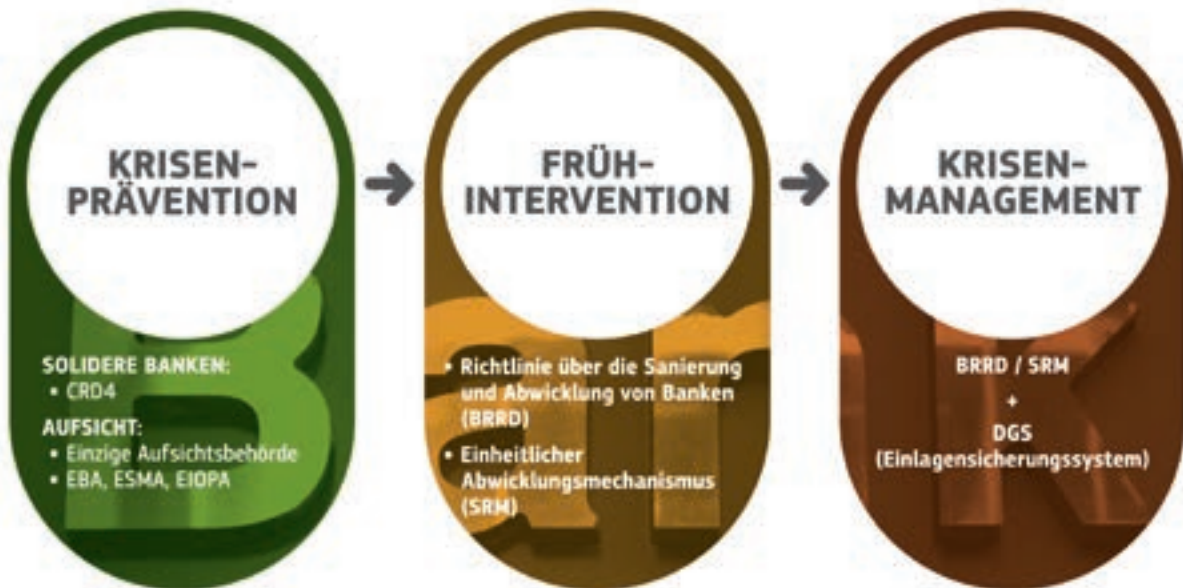 KRISEN-
PRÄVENTION
SOLIDERE BANKEN:
• CRD4
AUFSICHT:
• Einzige Aufsichtsbehörde
• EBA, ESMA, EIOPA
FRÜH-
INTERVENTION
• Richtlinie über die Sanierung
und Abwicklung von Banken
(BRRD)
• Einheitlicher
Abwicklungsmechanismus
(SRM)
KRISEN-
MANAGEMENT
BRRD / SRM
+
DGS
(Einlagensicherungssystem)